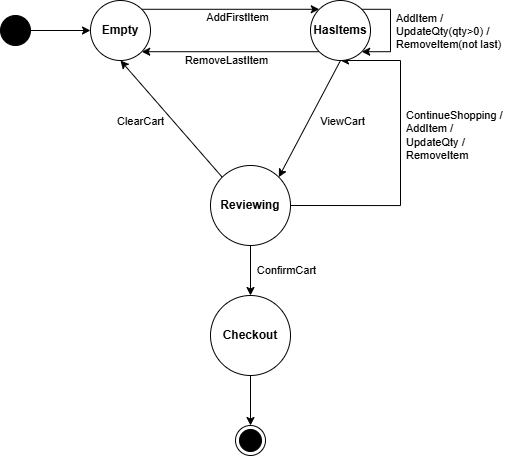 AddFirstItem
Empty
HasItems
AddItem /
UpdateQty(qty>0) /
RemoveItem(not last)
RemoveLastItem
ClearCart
ViewCart
ContinueShopping /
AddItem /
UpdateQty /
RemoveItem
Reviewing
ConfirmCart
Checkout